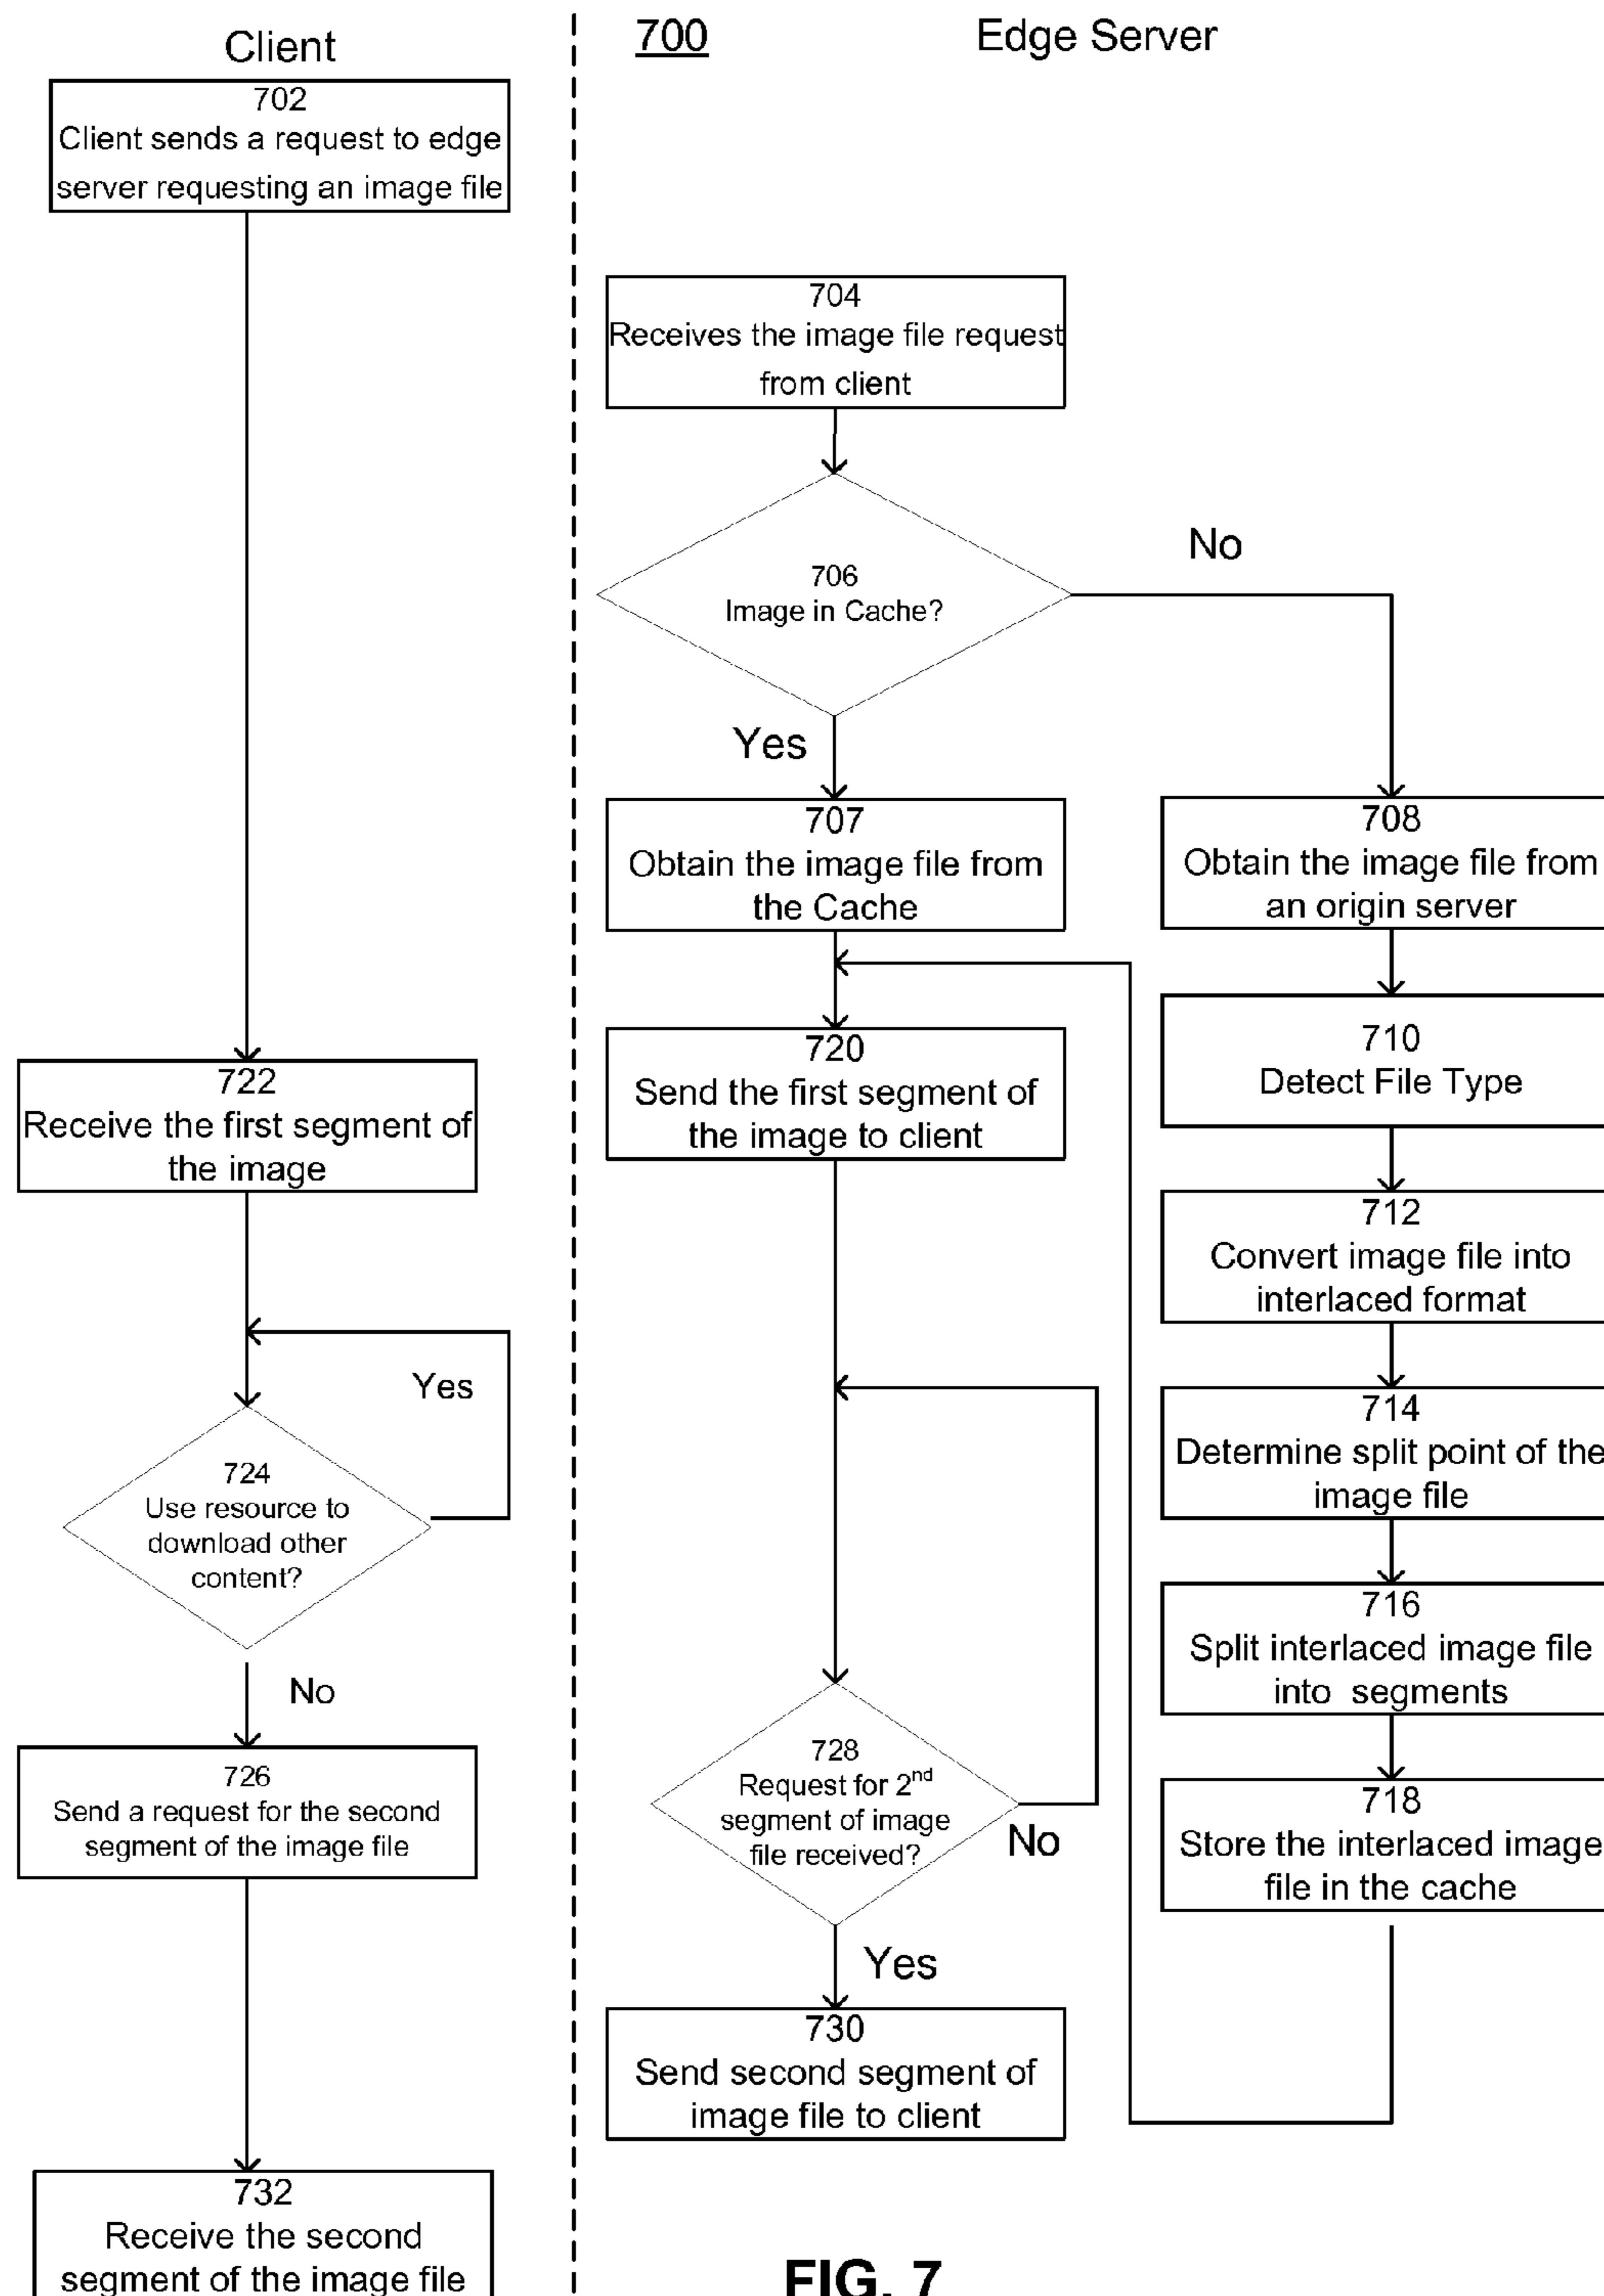 Client
702
Client sends a request to edge
server requesting an image file
722
Receive the first segment of
the image
Yes
724
Use resource to
download other
content?
No
726
Send a request for the second
segment of the image file
732
Receive the second
segment of the image file
700
Edge Server
704
Receives the image file request
from client
706
Image in Cache?
No
Yes
707
Obtain the image file from
the Cache
720
Send the first segment of
the image to client
728
Request for 2nd
segment of image
file received?
No
Yes
730
Send second segment of
image file to client
708
Obtain the image file from
an origin server
710
Detect File Type
712
Convert image file into
interlaced format
714
Determine split point of the
image file
716
Split interlaced image file
into segments
718
Store the interlaced image
file in the cache
FIG. 7